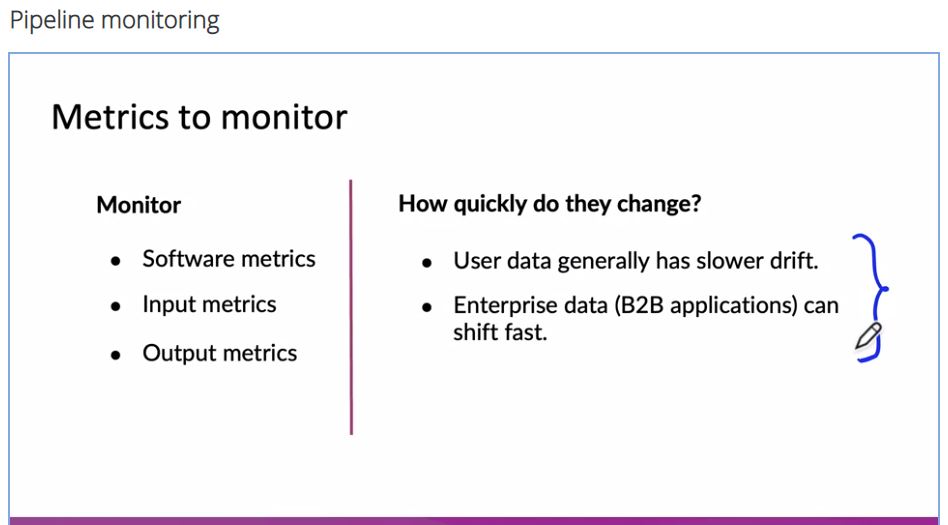 Pipeline monitoring
Metrics to monitor
Monitor
Software metrics
Input metrics
Output metrics
How quickly do they change?
User data generally has slower drift.
Enterprise data (B2B applications) can
shift fast.